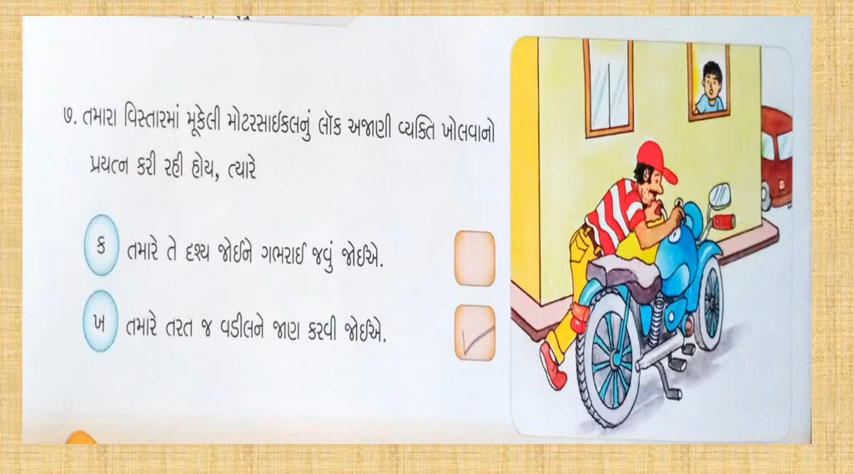 ૭. તમારા વિસ્તારમાં મૂકેલી મોટરસાઇકલનું લૉક અજાણી વ્યક્તિ ખોલવાનો
પ્રયત્ન કરી રહી હોય, ત્યારે
ક તમારે તે દૃશ્ય જોઈને ગભરાઈ જવું જોઈએ.
ખ તમારે તરત જ વડીલને જાણ કરવી જોઈએ.